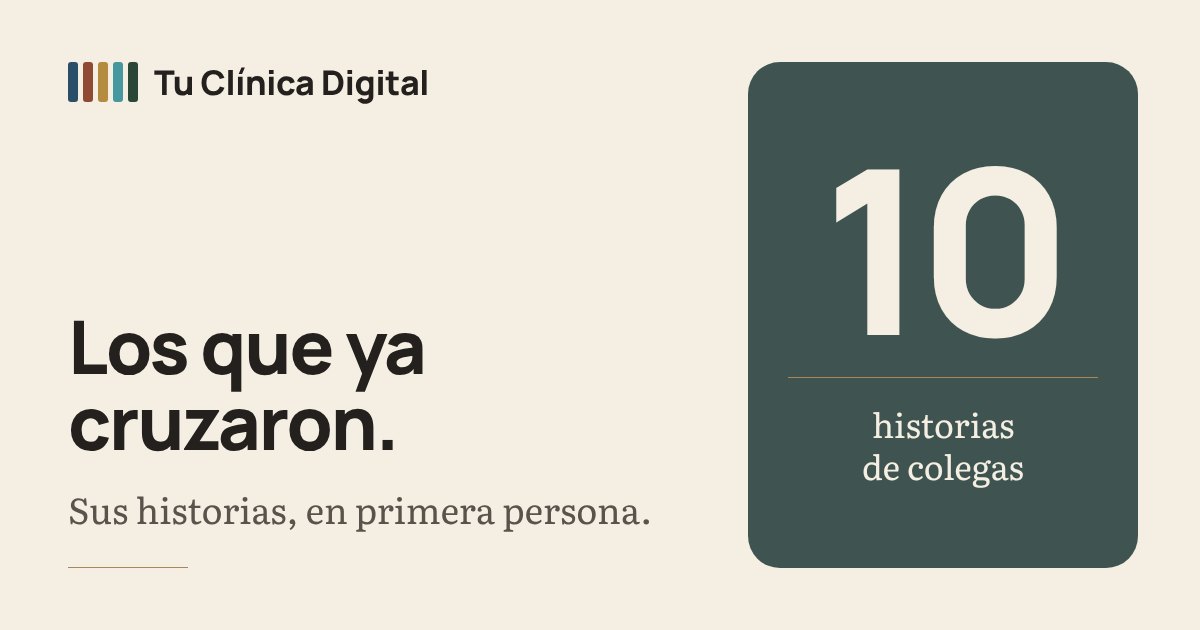 Tu Clínica Digital
Los que ya
cruzaron.
Sus historias, en primera persona.
10
historias
de colegas